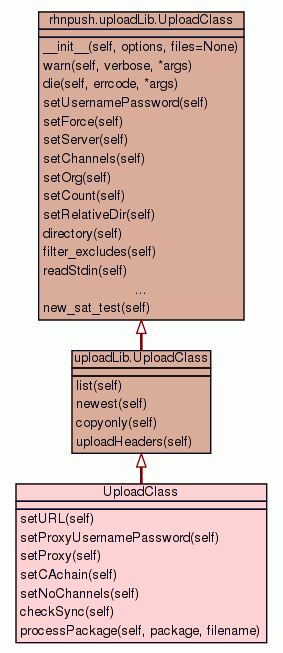 rhnpush.uploadLib.UploadClass
__init__(self, options, files=None)
warn(self, verbose, *args)
die(self, errcode, *args)
setUsernamePassword(self)
setForce(self)
setServer(self)
setChannels(self)
setOrg(self)
setCount(self)
setRelativeDir(self)
directory(self)
filter_excludes(self)
readStdin(self)
...
new_sat_test(self)
uploadLib.UploadClass
list(self)
newest(self)
copyonly(self)
uploadHeaders(self)
UploadClass
setURL(self)
setProxyUsernamePassword(self)
setProxy(self)
setCAchain(self)
setNoChannels(self)
checkSync(self)
processPackage(self, package, filename)